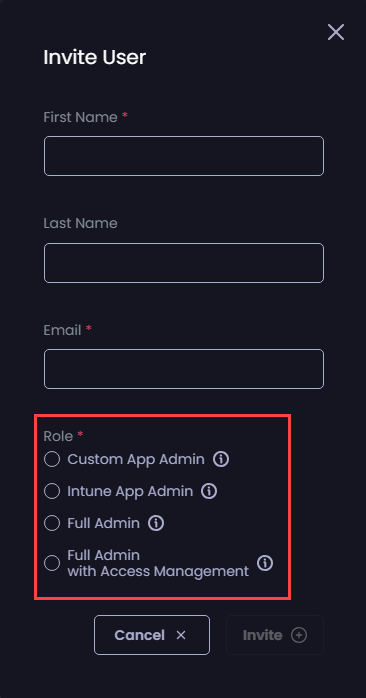 Invite User
First Name *
Last Name
Email *
Role *
Custom App Admin
Intune App Admin
Full Admin
Full Admin
with Access Management
Cancel
Invite